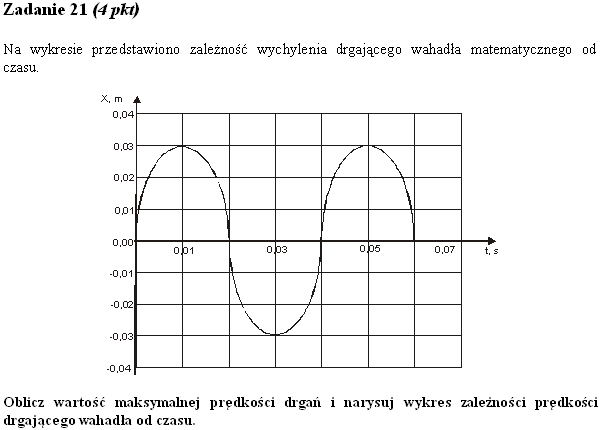 Zadanie 21 (4 pkt)
Na wykresie przedstawiono zależność wychylenia drgającego wahadła matematycznego od
czasu.
X, m
0,04
0,03
0,02
0,01
0,00
-0,01
-0,02
-0,03
-0,04
0,01 0,03 0,05 0,07 t, s
Oblicz wartość maksymalnej prędkości drgań i narysuj wykres zależności prędkości
drgającego wahadła od czasu.